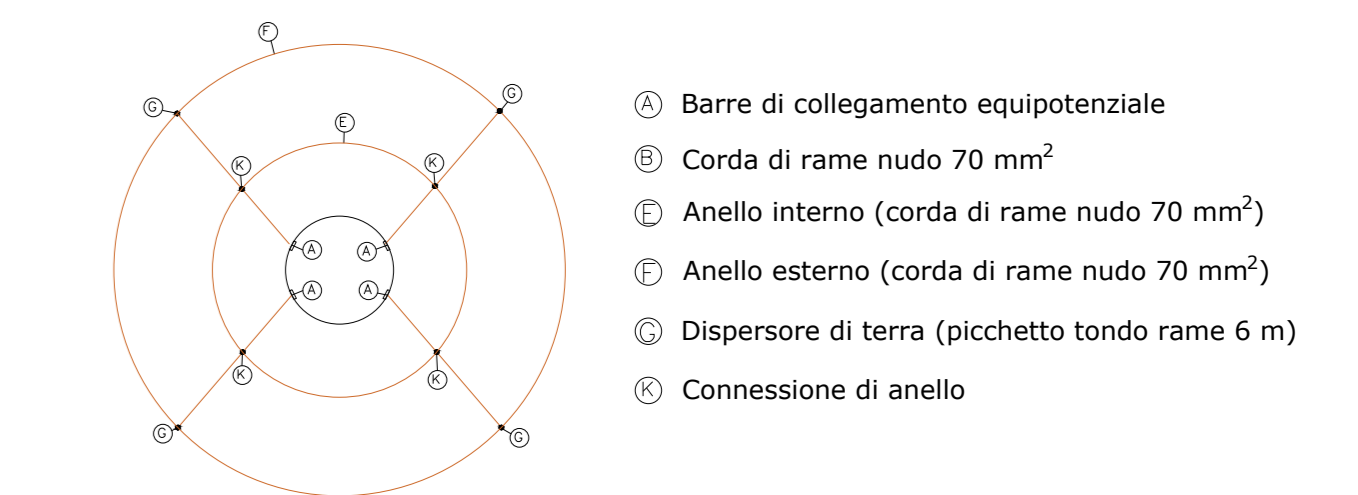 F
G
G
E
K
K
A
A
A
A
K
K
G
G
A Barre di collegamento equipotenziale
B Corda di rame nudo 70 mm²
E Anello interno (corda di rame nudo 70 mm²)
F Anello esterno (corda di rame nudo 70 mm²)
G Dispersore di terra (picchetto tondo rame 6 m)
K Connessione di anello